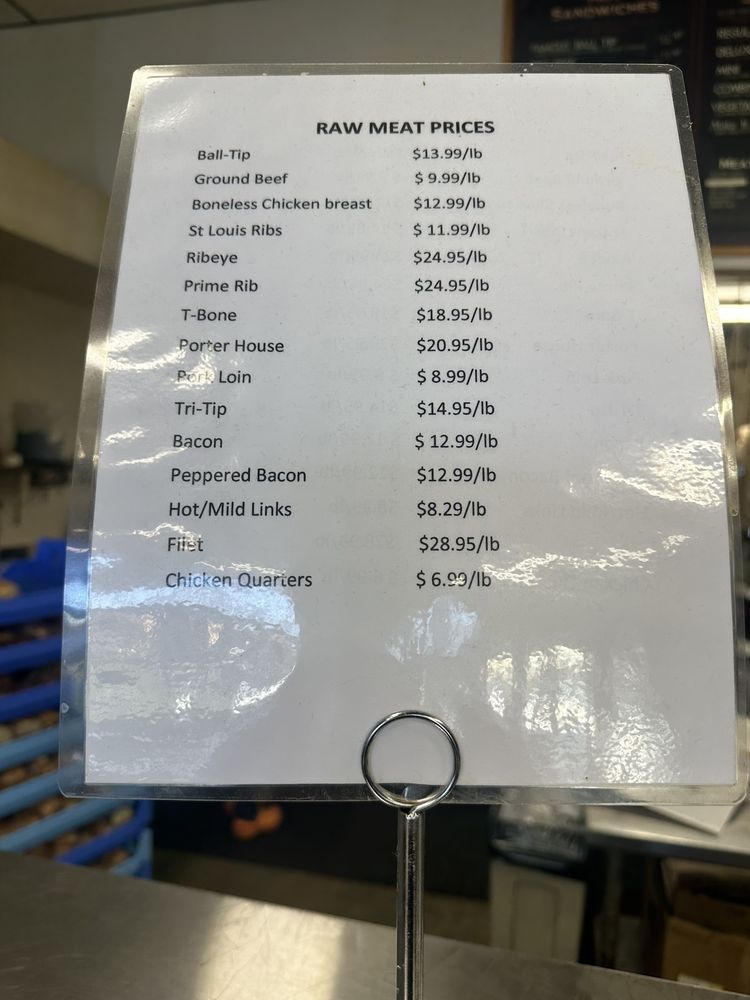 SANDWICHES
RAW MEAT PRICES
Ball-Tip $13.99/lb
Ground Beef $ 9.99/lb
Boneless Chicken breast $12.99/lb
St Louis Ribs $ 11.99/lb
Ribeye $24.95/lb
Prime Rib $24.95/lb
T-Bone $18.95/lb
Porter House $20.95/lb
Pork Loin $ 8.99/lb
Tri-Tip $14.95/lb
Bacon $ 12.99/lb
Peppered Bacon $12.99/lb
Hot/Mild Links $8.29/lb
Filet $28.95/lb
Chicken Quarters $ 6.99/lb